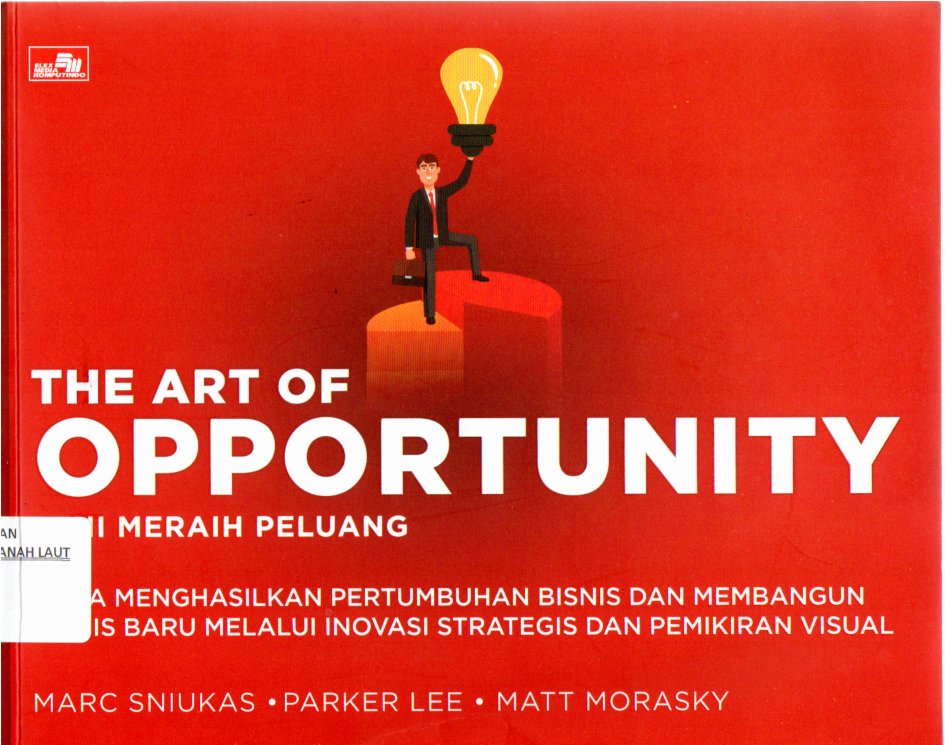 ELEX
MEDIA
KOMPUTINDO
THE ART OF
OPPORTUNITY
MERAIH PELUANG
AN
ANAH LAUT
MENGHASILKAN PERTUMBUHAN BISNIS DAN MEMBANGUN
BARU MELALUI INOVASI STRATEGIS DAN PEMIKIRAN VISUAL
MARC SNIUKAS • PARKER LEE • MATT MORASKY